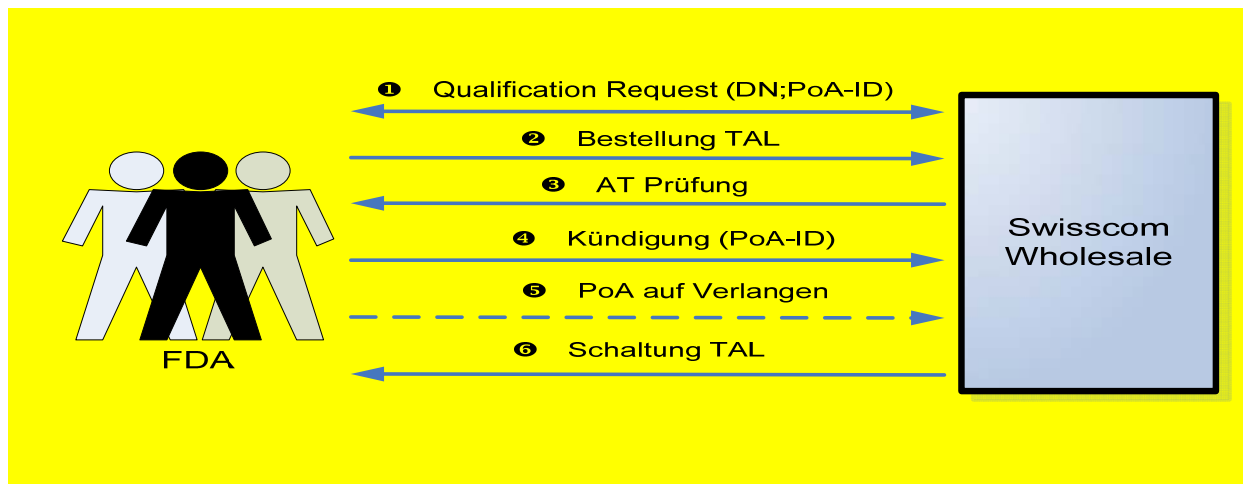 ❶ Qualification Request (DN;PoA-ID)
❷ Bestellung TAL
❸ AT Prüfung
❹ Kündigung (PoA-ID)
❺ PoA auf Verlangen
❻ Schaltung TAL
FDA
Swisscom
Wholesale